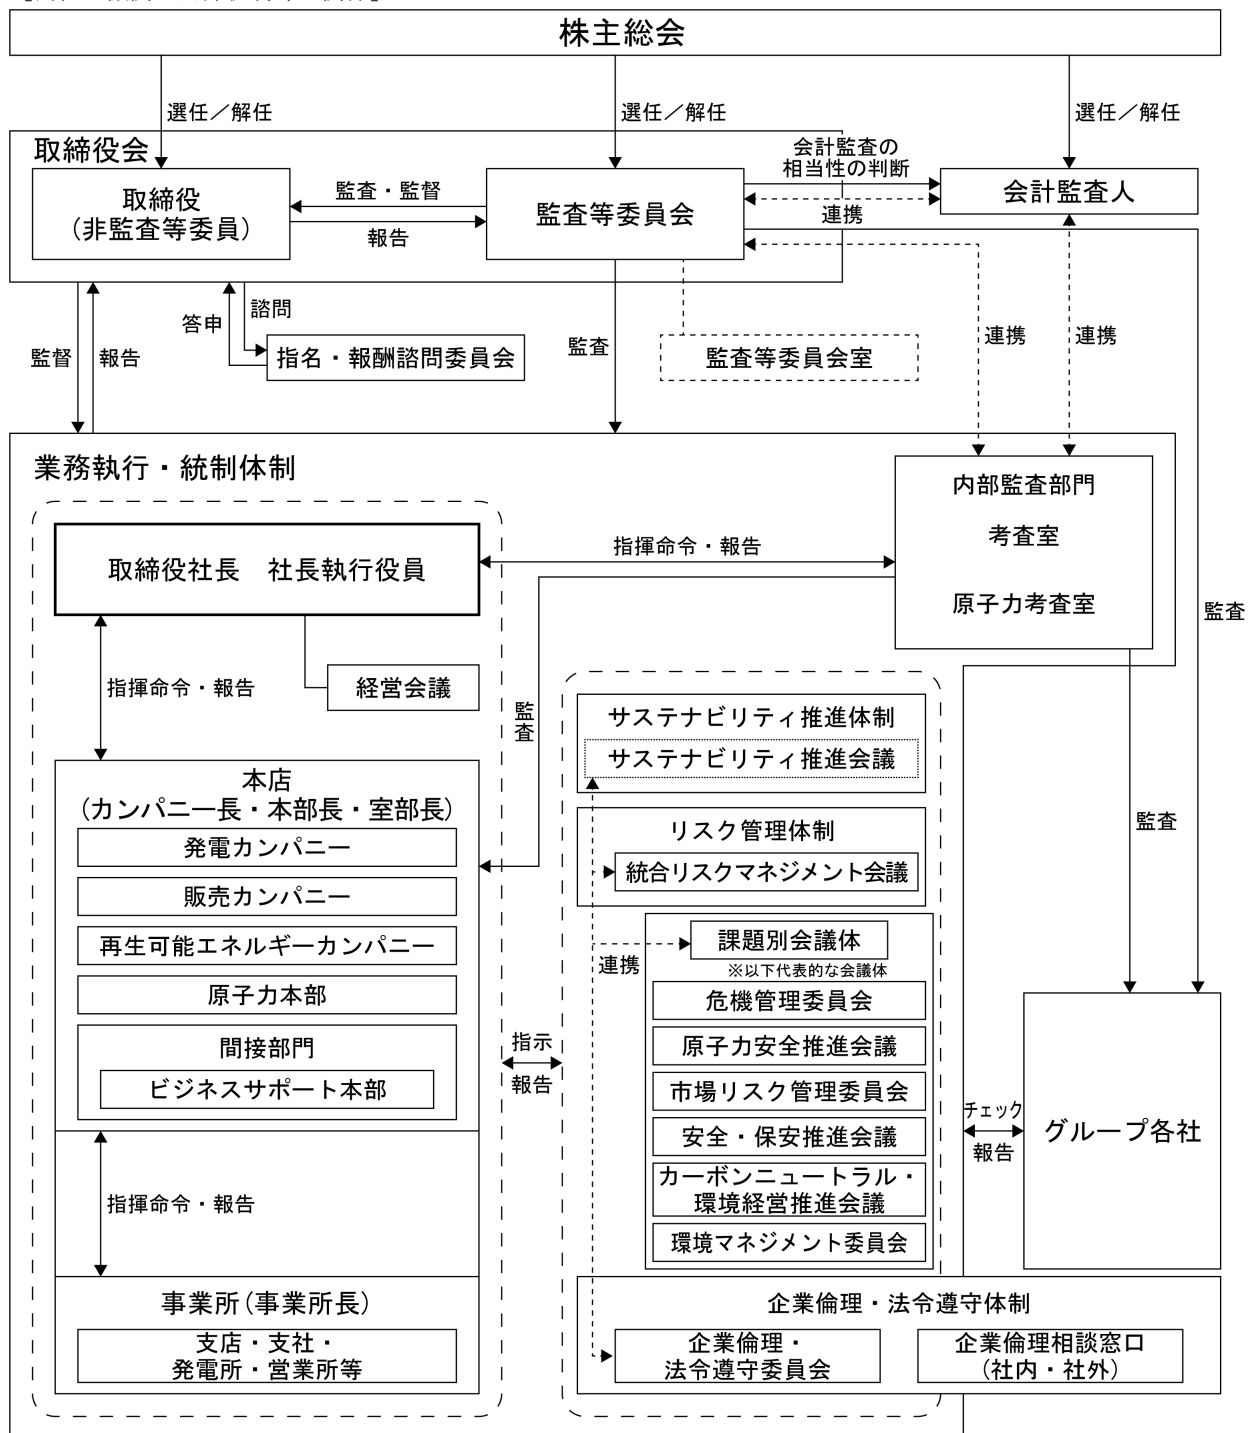 株主総会
選任／解任
選任／解任
選任／解任
取締役会
会計監査の
相当性の判断
取締役
(非監査等委員)
監査・監督
報告
監査等委員会
連携
会計監査人
諮問
答申
指名・報酬諮問委員会
監督
報告
監査
監査等委員会室
連携
連携
業務執行・統制体制
内部監査部門
考査室
原子力考査室
取締役社長　社長執行役員
指揮命令・報告
監査
指揮命令・報告
経営会議
監査
サステナビリティ推進体制
サステナビリティ推進会議
本店
(カンパニー長・本部長・室部長)
発電カンパニー
販売カンパニー
再生可能エネルギーカンパニー
原子力本部
間接部門
ビジネスサポート本部
リスク管理体制
統合リスクマネジメント会議
監査
連携
課題別会議体
※以下代表的な会議体
危機管理委員会
原子力安全推進会議
市場リスク管理委員会
安全・保安推進会議
カーボンニュートラル・
環境経営推進会議
環境マネジメント委員会
指示
報告
チェック
報告
グループ各社
指揮命令・報告
事業所(事業所長)
支店・支社・
発電所・営業所等
企業倫理・法令遵守体制
企業倫理・
法令遵守委員会
企業倫理相談窓口
(社内・社外)